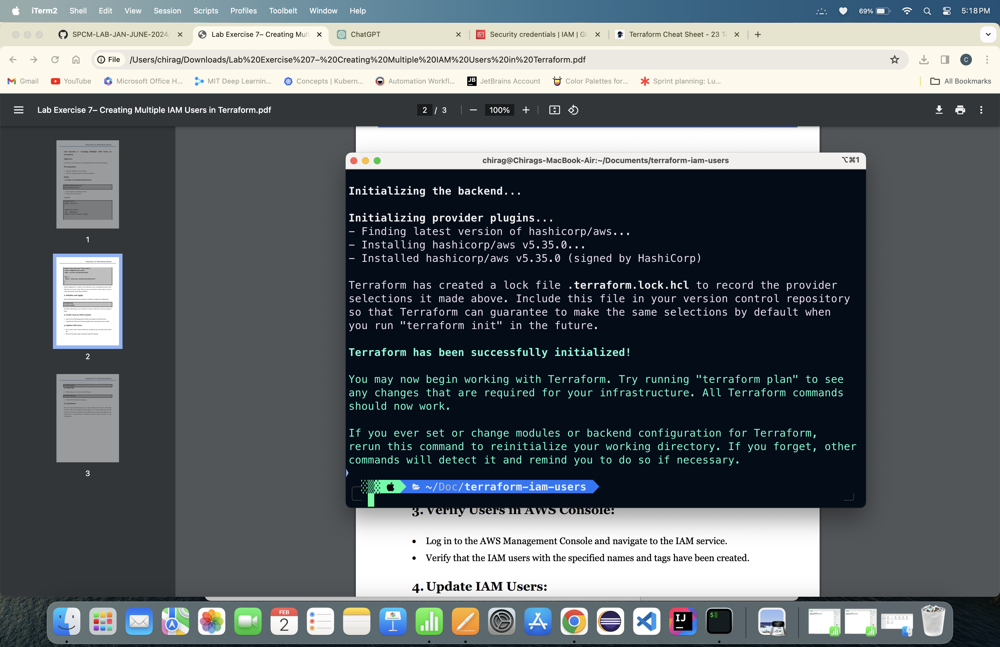 iTerm2 Shell Edit View Session Scripts Profiles Toolbelt Window Help 69% 5:18 PM
SPCM-LAB-JAN-JUNE-2024/ Lab Exercise 7– Creating Mult ChatGPT Security credentials | IAM | Gl Terraform Cheat Sheet - 23 Te
File /Users/chirag/Downloads/Lab%20Exercise%207–%20Creating%20Multiple%20IAM%20Users%20in%20Terraform.pdf C
Gmail YouTube Microsoft Office H... MIT Deep Learnin... Concepts | Kubern... Automation Workfl... JB JetBrains Account Color Palettes for... Sprint planning: Lu... All Bookmarks
Lab Exercise 7– Creating Multiple IAM Users in Terraform.pdf 2 / 3 100%
1
2
3
chirag@Chirags-MacBook-Air:~/Documents/terraform-iam-users ⌥⌘1
Initializing the backend...
Initializing provider plugins...
- Finding latest version of hashicorp/aws...
- Installing hashicorp/aws v5.35.0...
- Installed hashicorp/aws v5.35.0 (signed by HashiCorp)
Terraform has created a lock file .terraform.lock.hcl to record the provider
selections it made above. Include this file in your version control repository
so that Terraform can guarantee to make the same selections by default when
you run "terraform init" in the future.
Terraform has been successfully initialized!
You may now begin working with Terraform. Try running "terraform plan" to see
any changes that are required for your infrastructure. All Terraform commands
should now work.
If you ever set or change modules or backend configuration for Terraform,
rerun this command to reinitialize your working directory. If you forget, other
commands will detect it and remind you to do so if necessary.
~/Doc/terraform-iam-users
3. Verify Users in AWS Console:
• Log in to the AWS Management Console and navigate to the IAM service.
• Verify that the IAM users with the specified names and tags have been created.
4. Update IAM Users:
FEB
2
IJ
$